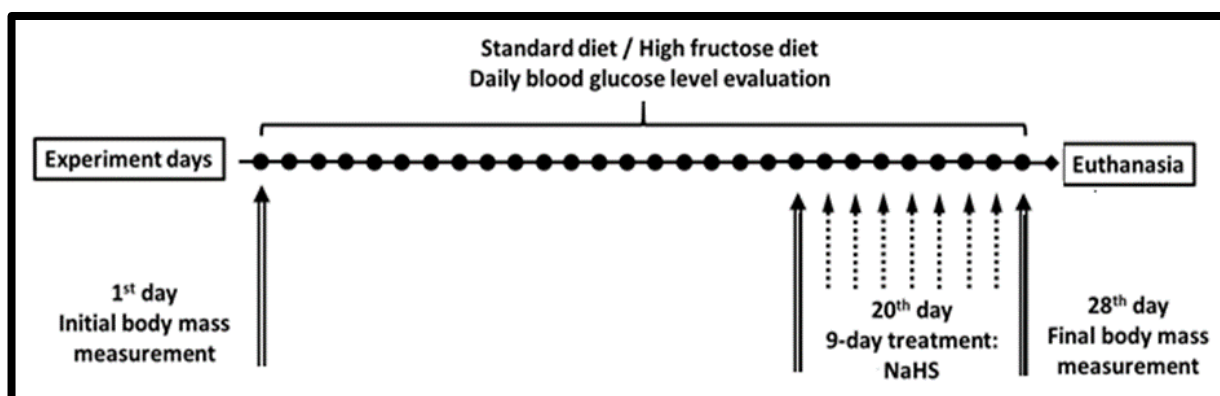 Standard diet / High fructose diet
Daily blood glucose level evaluation
Experiment days
Euthanasia
1st day
Initial body mass
measurement
20th day
9-day treatment:
NaHS
28th day
Final body mass
measurement